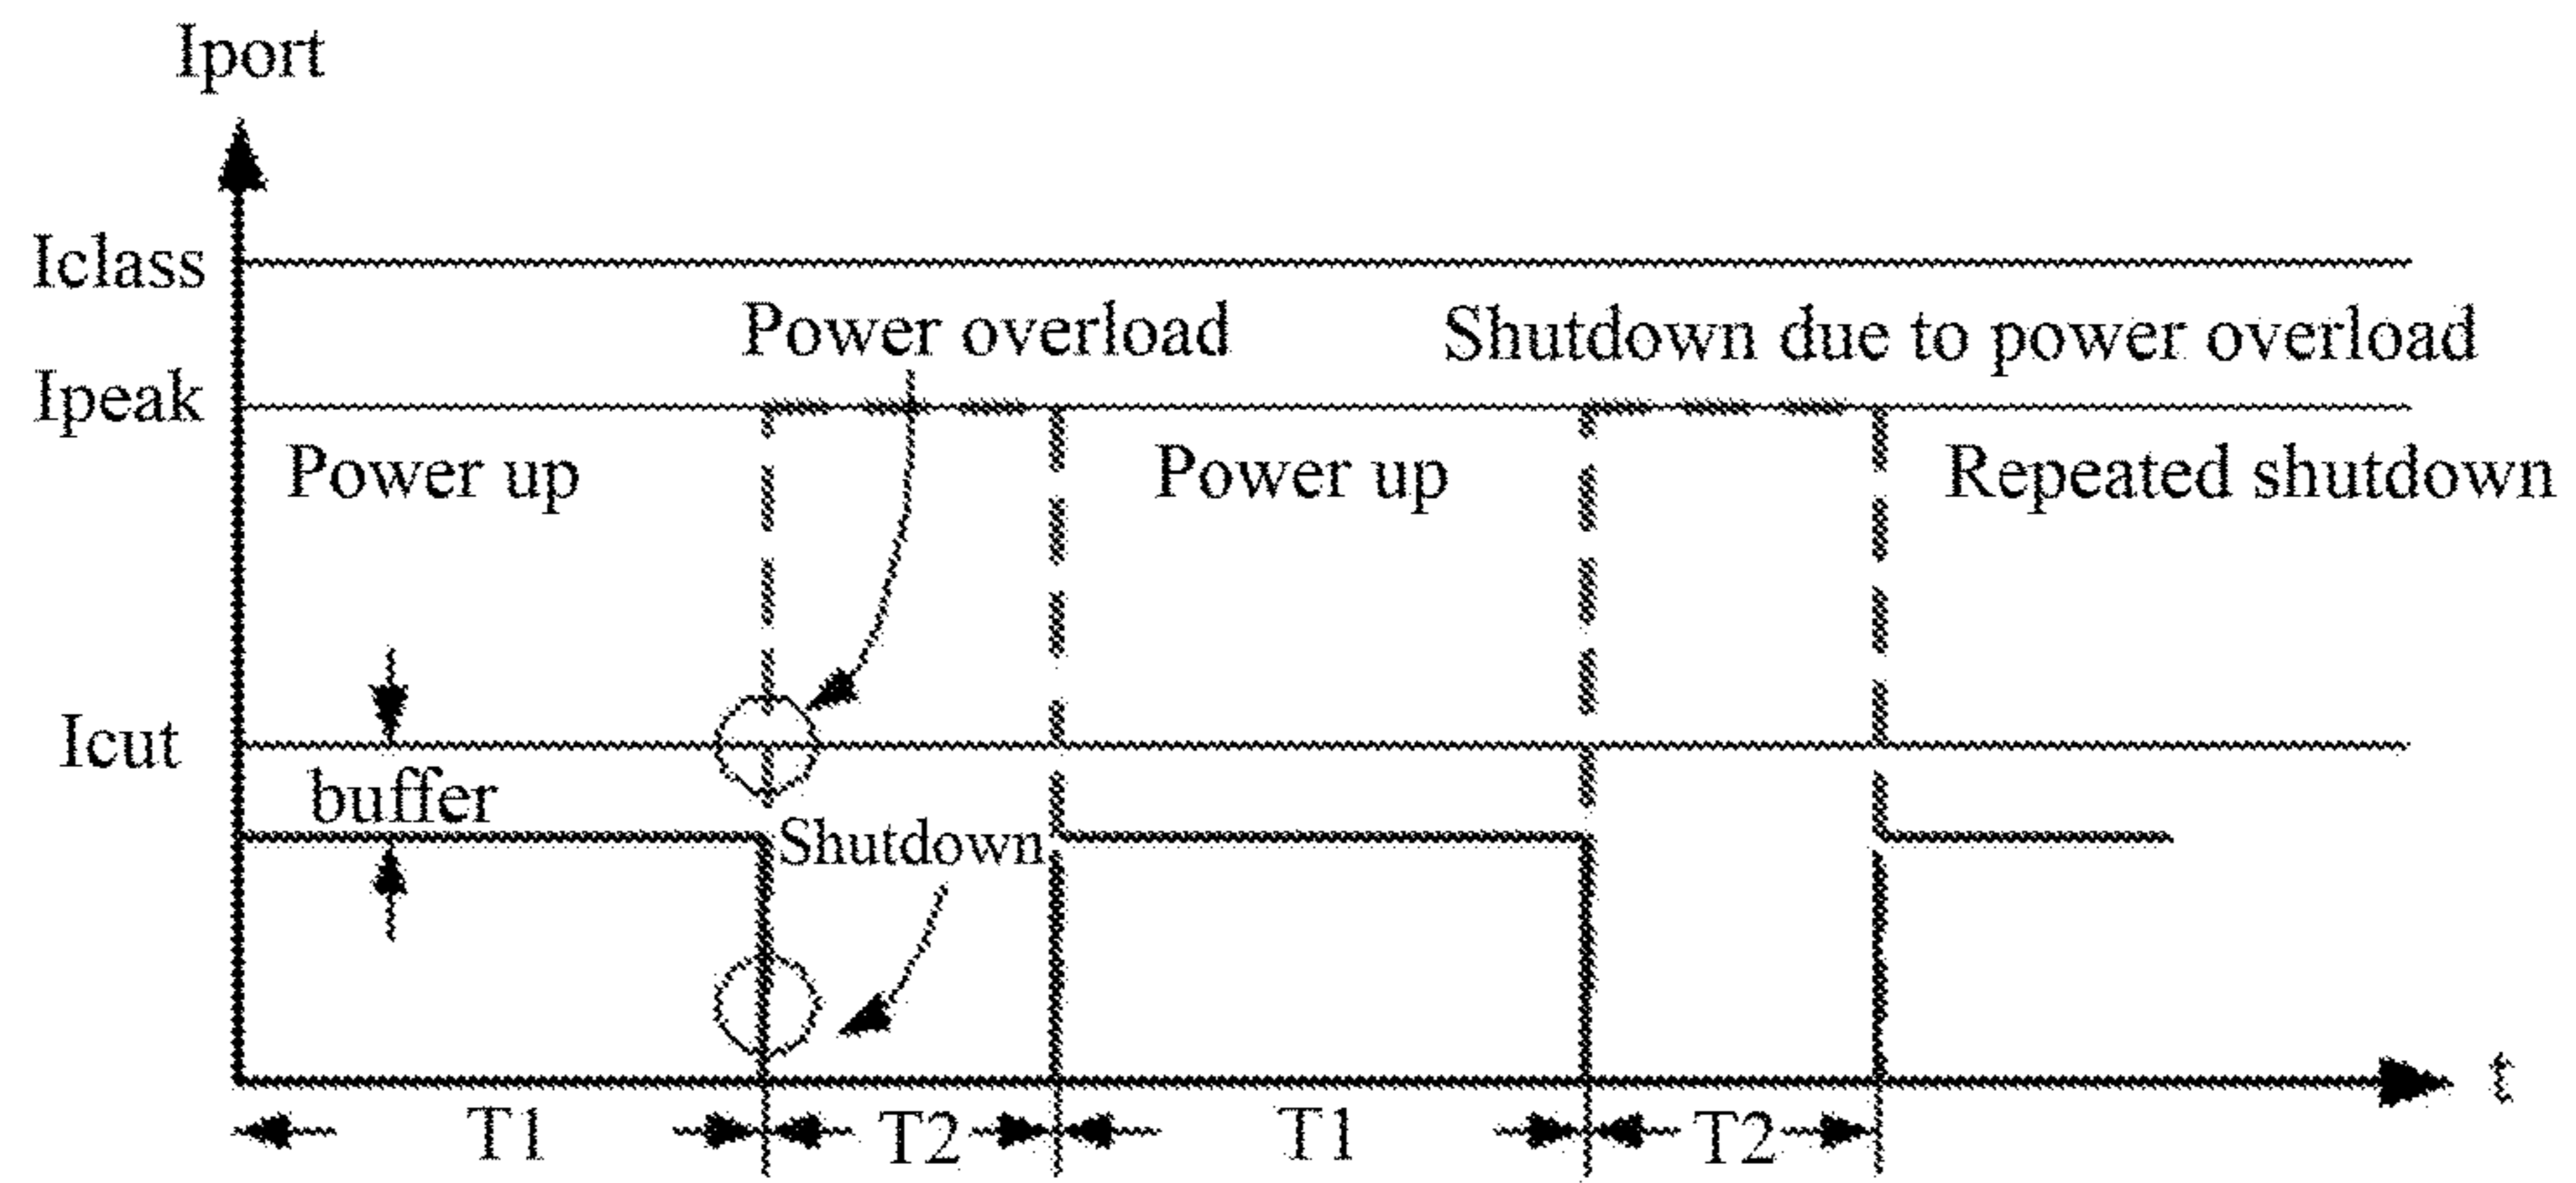 Iport
Iclass
Power overload
Shutdown due to power overload
Ipeak
Power up
Power up
Repeated shutdown
Icut
buffer
Shutdown
t
T1
T2
T1
T2